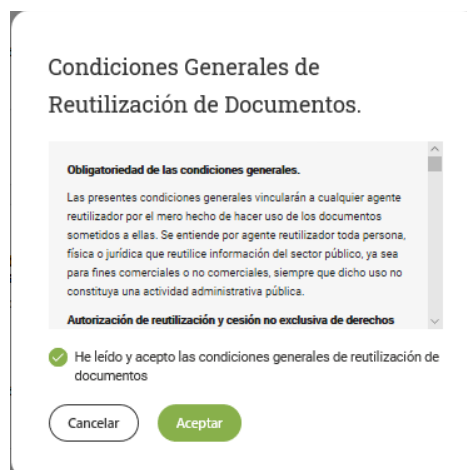 Condiciones Generales de
Reutilización de Documentos.
Obligatoriedad de las condiciones generales.
Las presentes condiciones generales vincularán a cualquier agente
reutilizador por el mero hecho de hacer uso de los documentos
sometidos a ellas. Se entiende por agente reutilizador toda persona,
física o jurídica que reutilice información del sector público, ya sea
para fines comerciales o no comerciales, siempre que dicho uso no
constituya una actividad administrativa pública.
Autorización de reutilización y cesión no exclusiva de derechos
He leído y acepto las condiciones generales de reutilización de
documentos
Cancelar
Aceptar